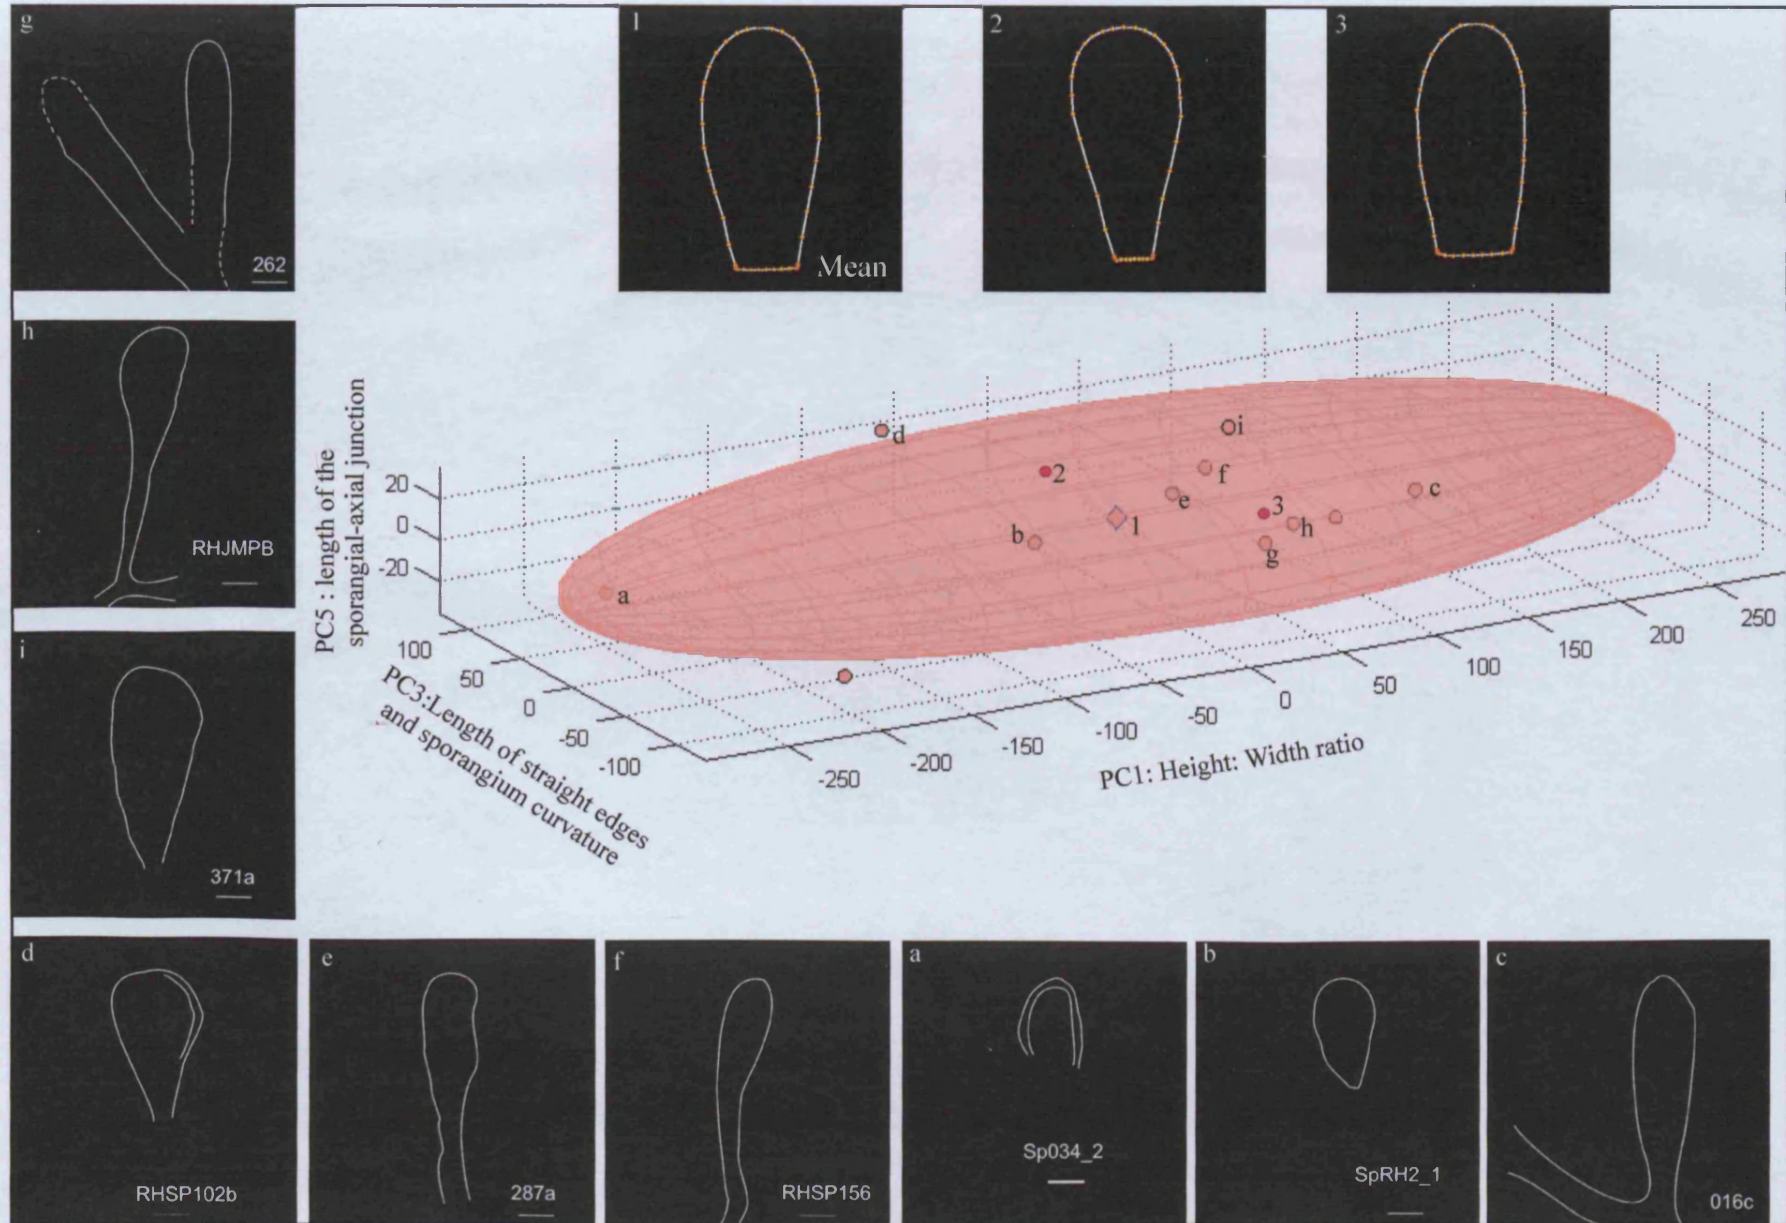 g
262
1
Mean
2
3
h
RHJMPB
i
371a
PC5 : length of the
sporangial-axial junction
20
0
-20
100
50
0
-50
-100
PC3:Length of straight edges
and sporangium curvature
-250
-200
-150
-100
-50
0
50
100
150
200
250
PC1: Height: Width ratio
a
b
c
d
e
f
g
h
i
1
2
3
d
RHSP102b
e
287a
f
RHSP156
a
Sp034_2
b
SpRH2_1
c
016c